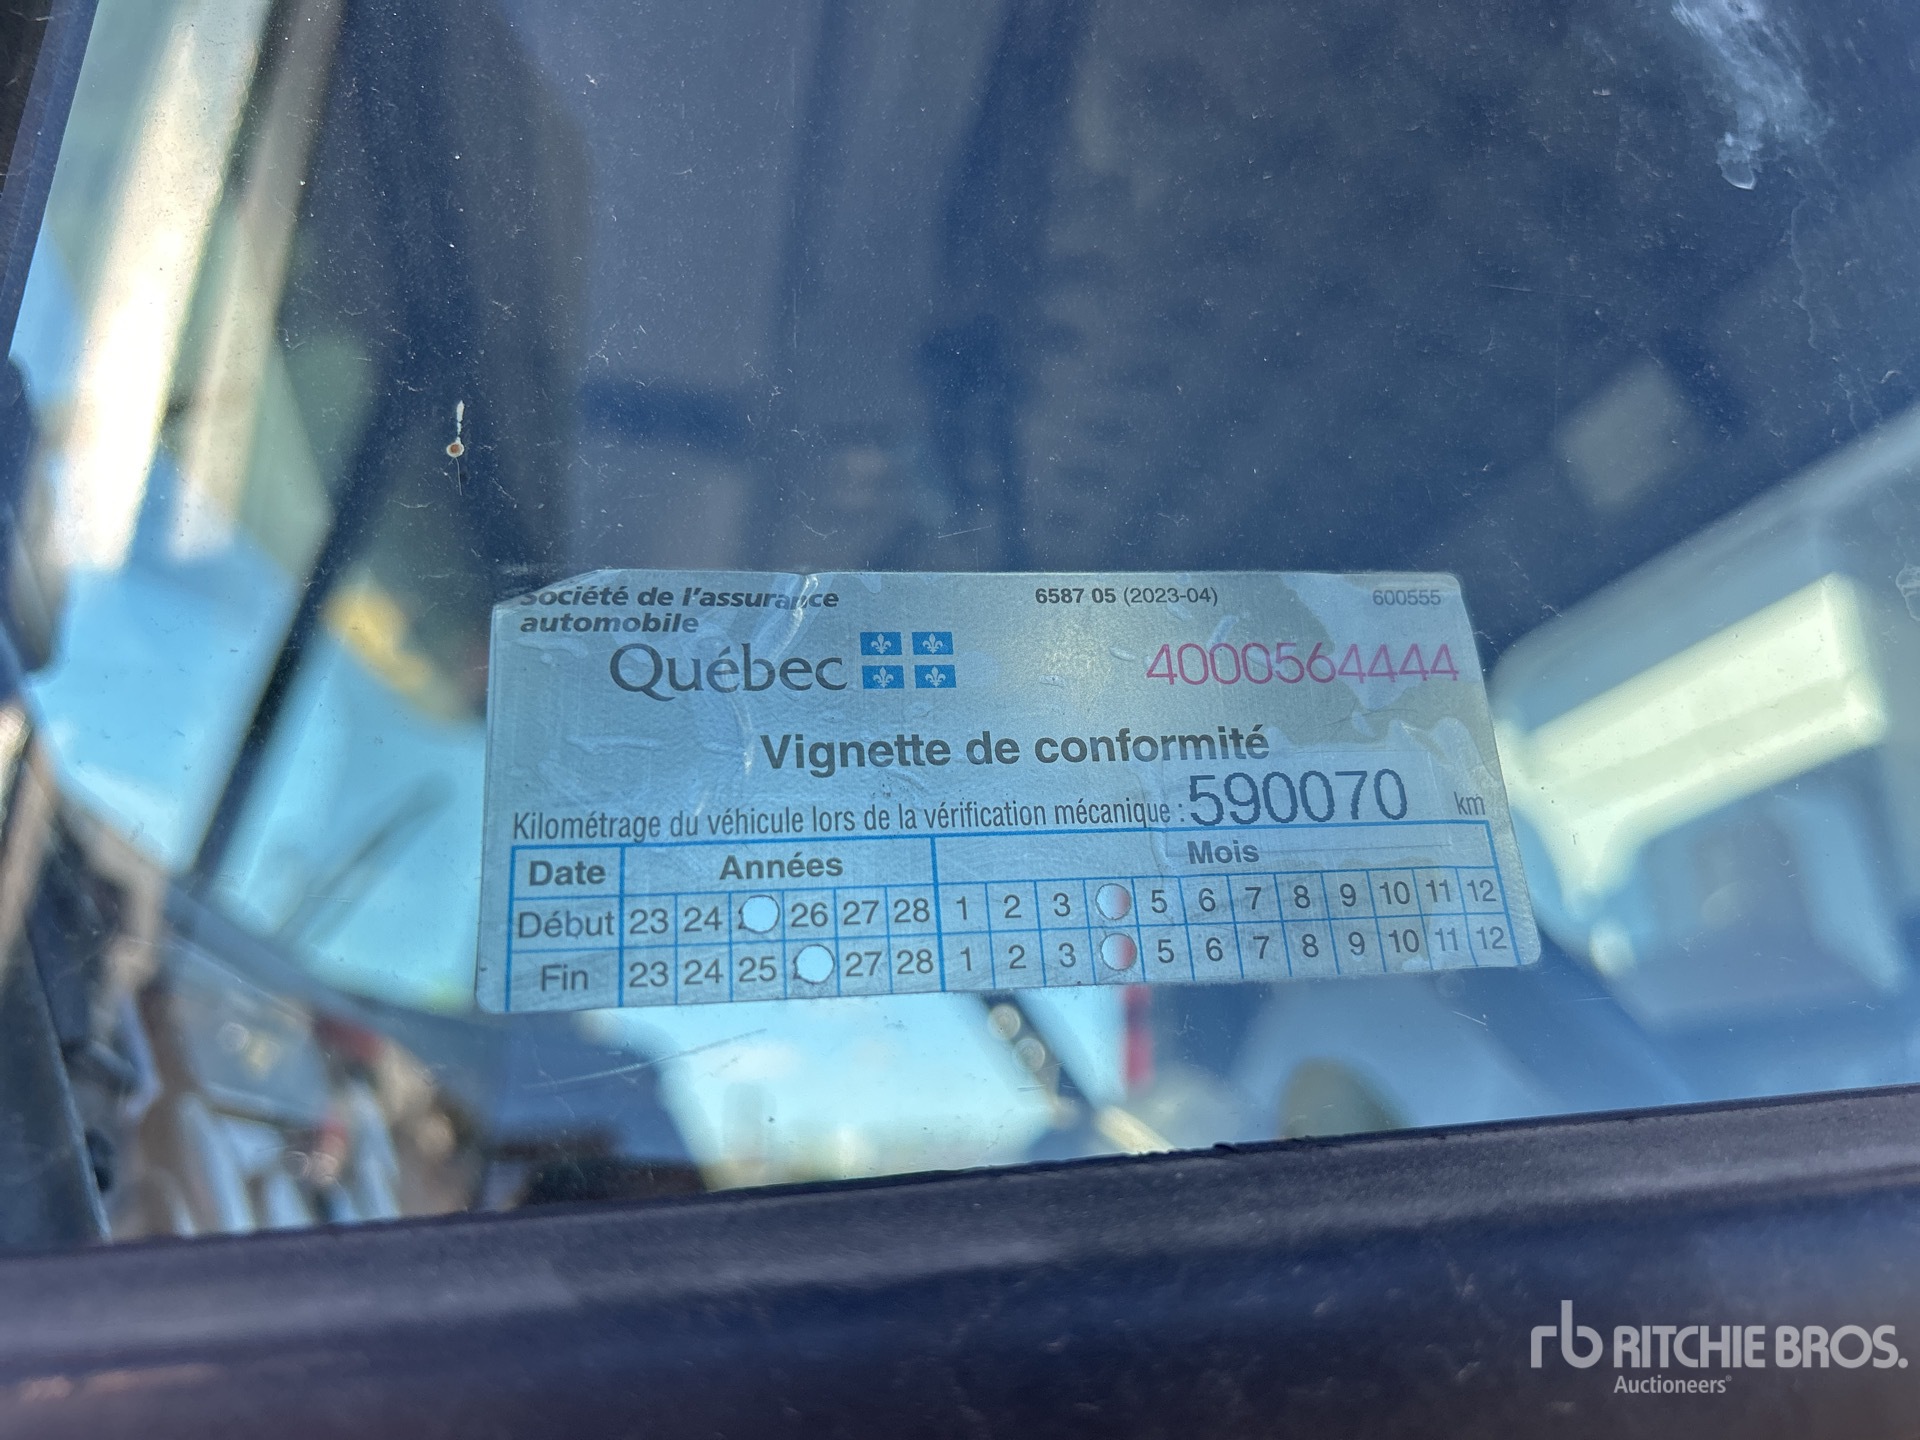 Société de l'assurance
automobile
6587 05 (2023-04)
600555
Québec
4000564444
Vignette de conformité
Kilométrage du véhicule lors de la vérification mécanique : 590070 km
Date Années Mois
Début 23 24 26 27 28 1 2 3 5 6 7 8 9 10 11 12
Fin 23 24 25 27 28 1 2 3 5 6 7 8 9 10 11 12
rb RITCHIE BROS.
Auctioneers